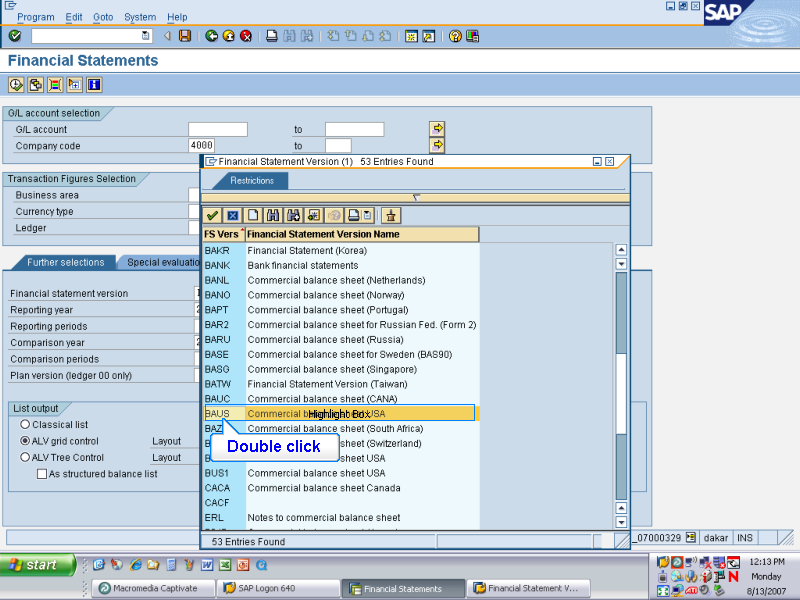 Program Edit Goto System Help
SAP
Financial Statements
G/L account selection
G/L account to
Company code 4000 to
Transaction Figures Selection
Business area
Currency type
Ledger
Further selections Special evaluatio
Financial statement version
Reporting year 2
Reporting periods
Comparison year 2
Comparison periods
Plan version (ledger 00 only)
List output
Classical list
ALV grid control Layout
ALV Tree Control Layout
As structured balance list
Financial Statement Version (1) 53 Entries Found
Restrictions
FS Vers Financial Statement Version Name
BAKR Financial Statement (Korea)
BANK Bank financial statements
BANL Commercial balance sheet (Netherlands)
BANO Commercial balance sheet (Norway)
BAPT Commercial balance sheet (Portugal)
BAR2 Commercial balance sheet for Russian Fed. (Form 2)
BARU Commercial balance sheet (Russia)
BASE Commercial balance sheet for Sweden (BAS90)
BASG Commercial balance sheet (Singapore)
BATW Financial Statement Version (Taiwan)
BAUC Commercial balance sheet (CANA)
BAUS Commercial USA
Highlight Box
BAZ Commercial balance sheet (South Africa)
(Switzerland)
sheet USA
Double click
BUS1 Commercial balance sheet USA
CACA Commercial balance sheet Canada
CACF
ERL Notes to commercial balance sheet
53 Entries Found
_07000329 dakar INS
start
Macromedia Captivate
SAP Logon 640
Financial Statements
Financial Statement V...
12:13 PM
Monday
8/13/2007